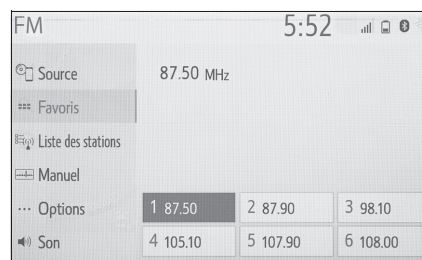 FM 5:52
Source
87.50 MHz
Favoris
Liste des stations
Manuel
Options
1 87.50 2 87.90 3 98.10
Son
4 105.10 5 107.90 6 108.00